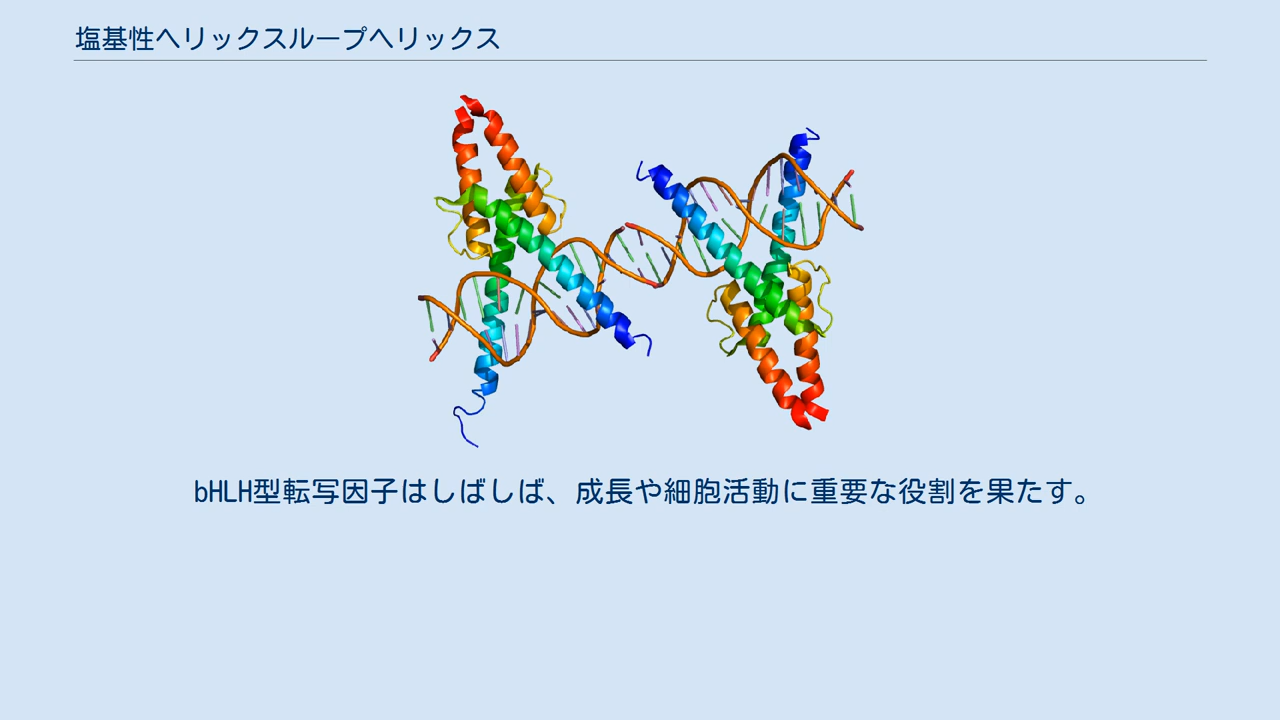 塩基性ヘリックスループヘリックス
bHLH型転写因子はしばしば、成長や細胞活動に重要な役割を果たす。